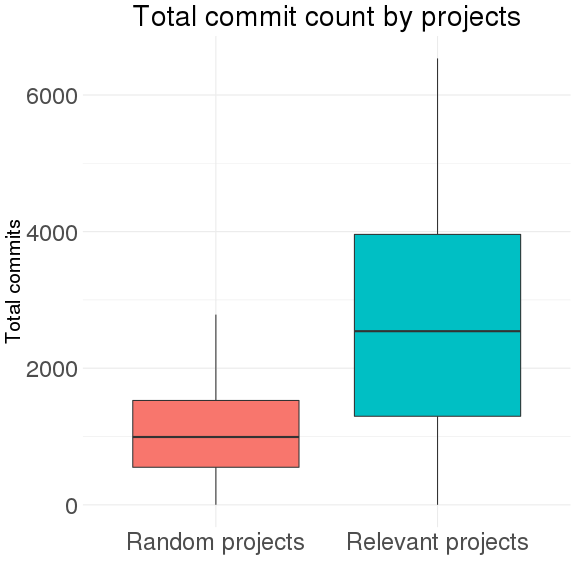 Total commit count by projects
Total commits
6000
4000
2000
0
Random projects
Relevant projects